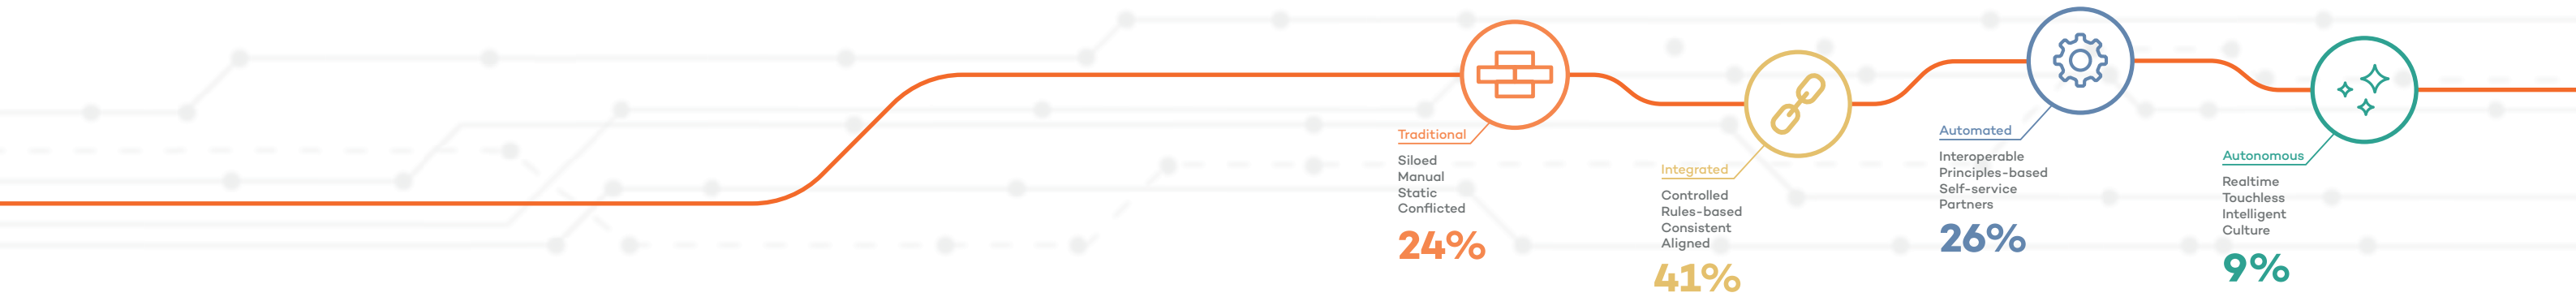 Traditional
Siloed
Manual
Static
Conflicted
24%
Integrated
Controlled
Rules-based
Consistent
Aligned
41%
Automated
Interoperable
Principles-based
Self-service
Partners
26%
Autonomous
Realtime
Touchless
Intelligent
Culture
9%